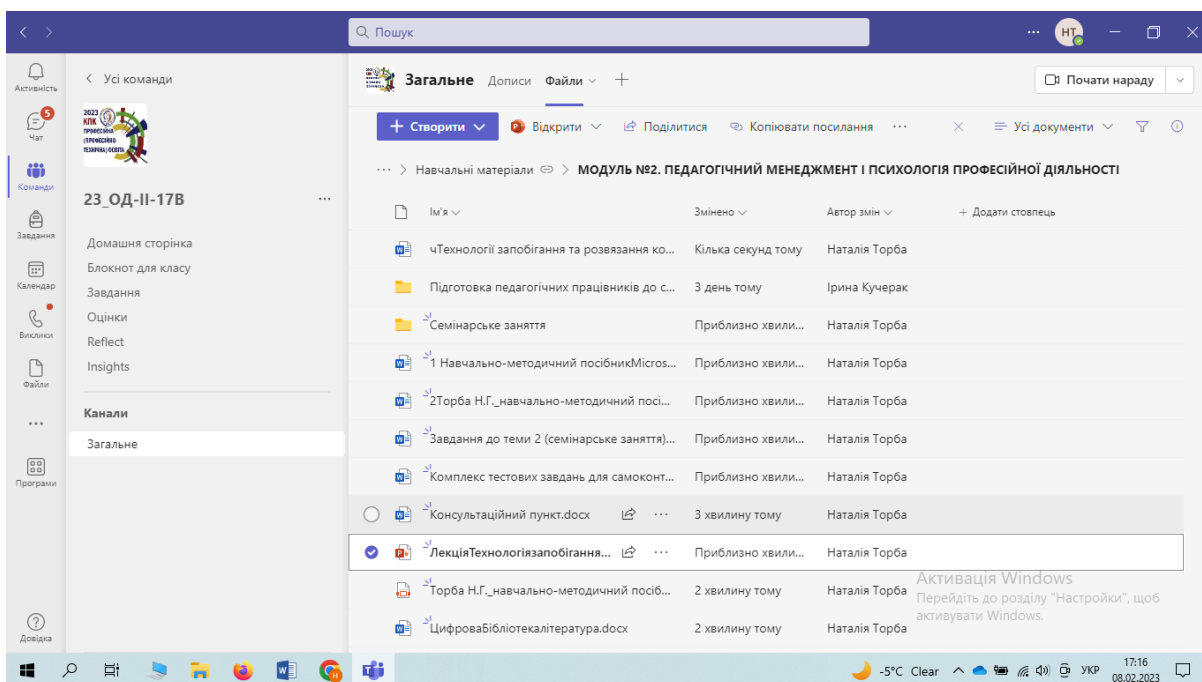 Пошук
НТ
Активність
5
Чат
Команди
Завдання
Календар
Виклики
Файли
Програми
Довідка
Усі команди
2023
КПК
ПРОФЕСІЙНА
(ПРОФЕСІЙНО
ТЕХНІЧНА) ОСВІТА
23_ОД-ІІ-17В
Домашня сторінка
Блокнот для класу
Завдання
Оцінки
Reflect
Insights
Канали
Загальне
Загальне Дописи Файли
Почати нараду
Створити Відкрити Поділитися Копіювати посилання Усі документи
Навчальні матеріали > МОДУЛЬ №2. ПЕДАГОГІЧНИЙ МЕНЕДЖМЕНТ І ПСИХОЛОГІЯ ПРОФЕСІЙНОЇ ДІЯЛЬНОСТІ
Ім'я Змінено Автор змін + Додати стовпець
чТехнології запобігання та розвязання ко... Кілька секунд тому Наталія Торба
Підготовка педагогічних працівників до с... 3 день тому Ірина Кучерак
Семінарське заняття Приблизно хвили... Наталія Торба
1 Навчально-методичний посібникMicros... Приблизно хвили... Наталія Торба
2Торба Н.Г._навчально-методичний посі... Приблизно хвили... Наталія Торба
Завдання до теми 2 (семінарське заняття)... Приблизно хвили... Наталія Торба
Комплекс тестових завдань для самоконт... Приблизно хвили... Наталія Торба
Консультаційний пункт.docx 3 хвилину тому Наталія Торба
ЛекціяТехнологіязапобігання... Приблизно хвили... Наталія Торба
Торба Н.Г._навчально-методичний посіб... 2 хвилину тому Наталія Торба
ЦифроваБібліотекалітература.docx 2 хвилину тому Наталія Торба
Активація Windows
Перейдіть до розділу "Настройки", щоб
активувати Windows.
-5°C Clear УКР 17:16
08.02.2023